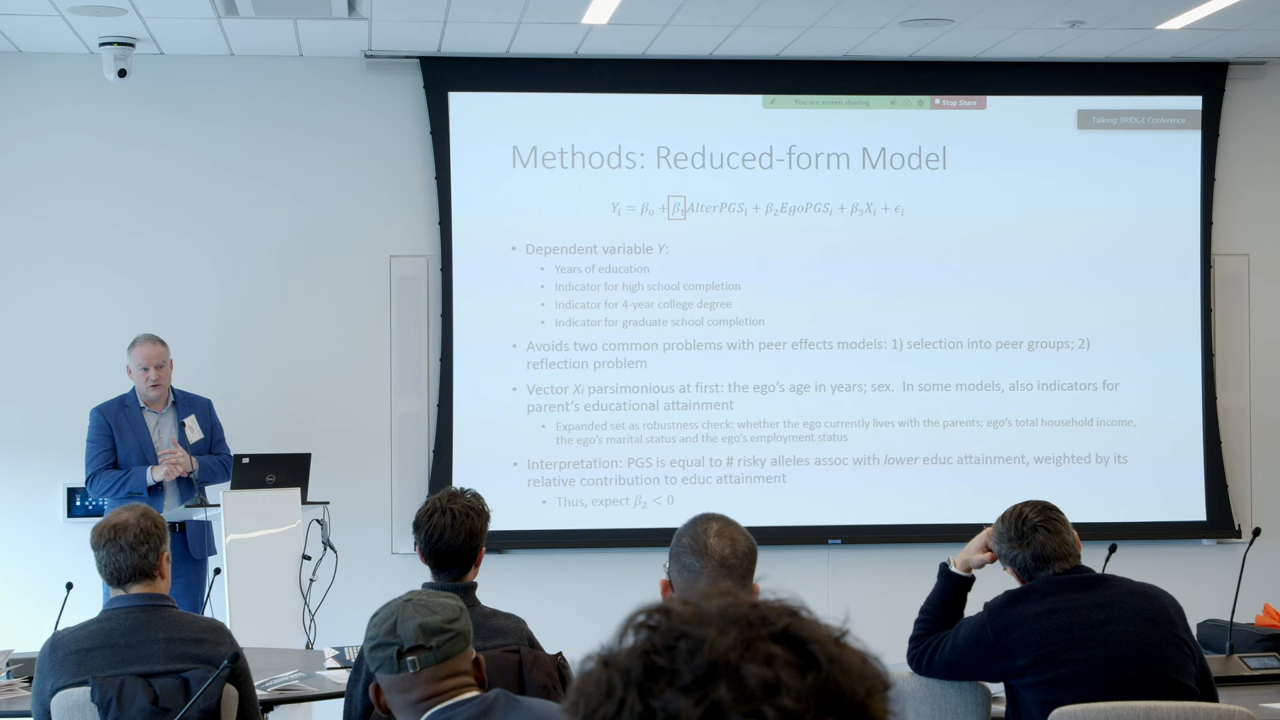 You are screen sharing
Stop Share
Talking: BRIDGE Conference
Methods: Reduced-form Model
Yᵢ = β₀ + β₁AlterPGSᵢ + β₂EgoPGSᵢ + β₃Xᵢ + ϵᵢ
• Dependent variable Y:
• Years of education
• Indicator for high school completion
• Indicator for 4-year college degree
• Indicator for graduate school completion
• Avoids two common problems with peer effects models: 1) selection into peer groups; 2)
reflection problem
• Vector Xi parsimonious at first: the ego's age in years; sex. In some models, also indicators for
parent's educational attainment
• Expanded set as robustness check: whether the ego currently lives with the parents; ego's total household income,
the ego's marital status and the ego's employment status
• Interpretation: PGS is equal to # risky alleles assoc with lower educ attainment, weighted by its
relative contribution to educ attainment
• Thus, expect β₂ < 0
DELL